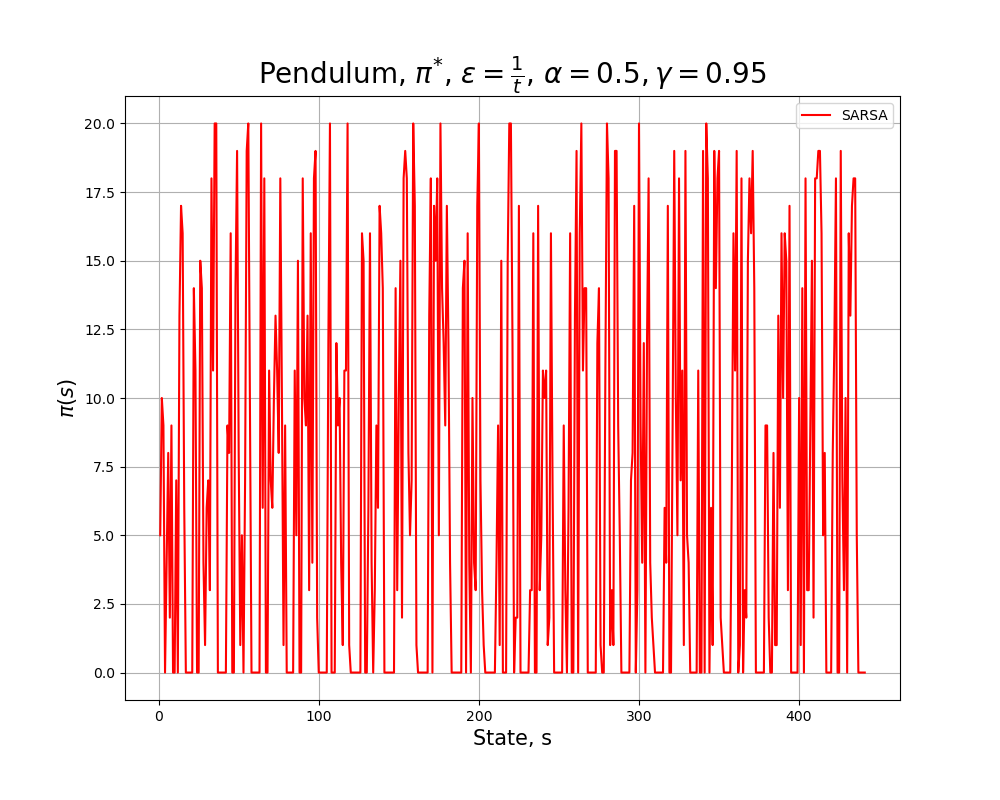 Pendulum, π*, ε = 1/t, α = 0.5, γ = 0.95
SARSA
20.0
17.5
15.0
12.5
10.0
7.5
5.0
2.5
0.0
π(s)
0 100 200 300 400
State, s